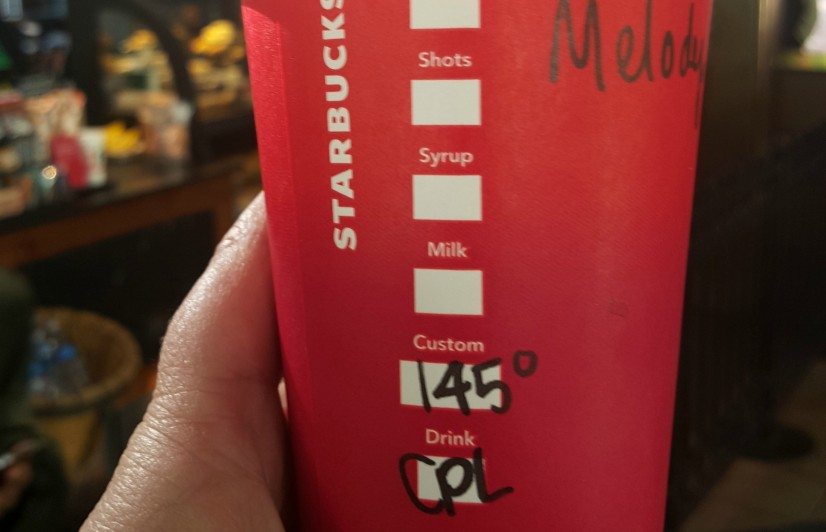 Melody
STARBUCKS
Shots
Syrup
Milk
Custom
145°
Drink
CPL